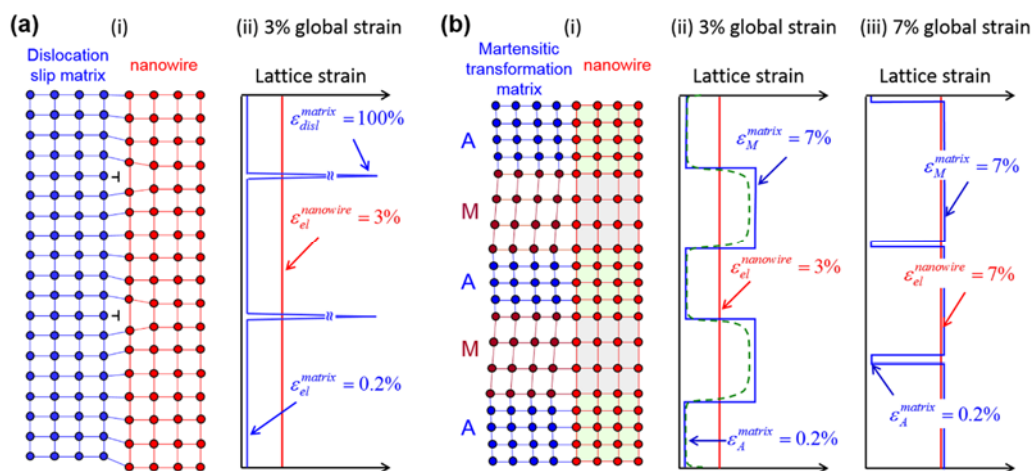 (a)
(i)
(ii) 3% global strain
Dislocation
slip matrix
nanowire
Lattice strain
ε_disl^matrix = 100%
ε_el^nanowire = 3%
ε_el^matrix = 0.2%
(b)
(i)
(ii) 3% global strain
(iii) 7% global strain
Martensitic
transformation
matrix
nanowire
Lattice strain
Lattice strain
A
M
A
M
A
ε_M^matrix = 7%
ε_el^nanowire = 3%
ε_A^matrix = 0.2%
ε_M^matrix = 7%
ε_el^nanowire = 7%
ε_A^matrix = 0.2%